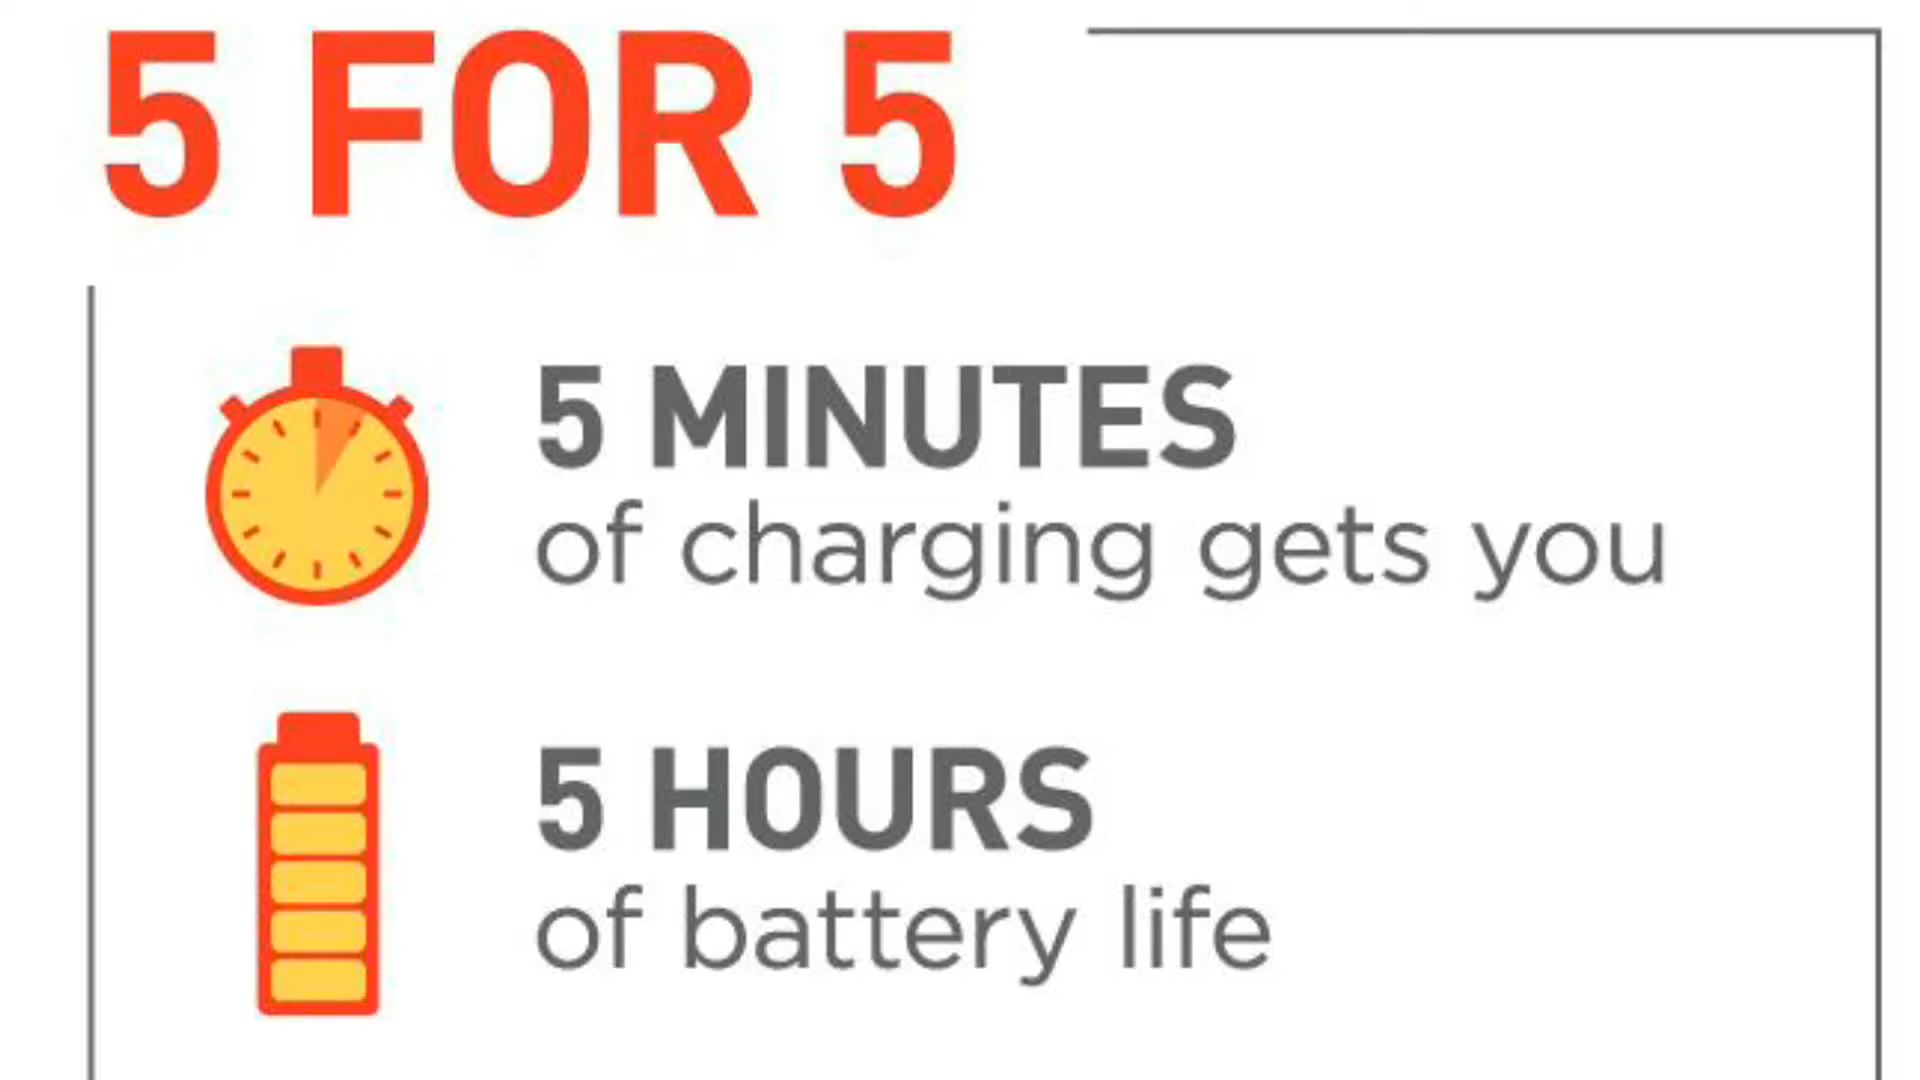 5 FOR 5
5 MINUTES
of charging gets you
5 HOURS
of battery life